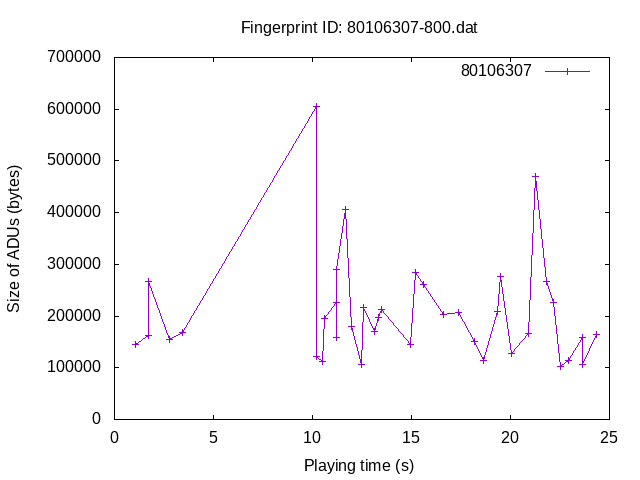 Fingerprint ID: 80106307-800.dat
80106307
Size of ADUs (bytes)
700000
600000
500000
400000
300000
200000
100000
0
0 5 10 15 20 25
Playing time (s)